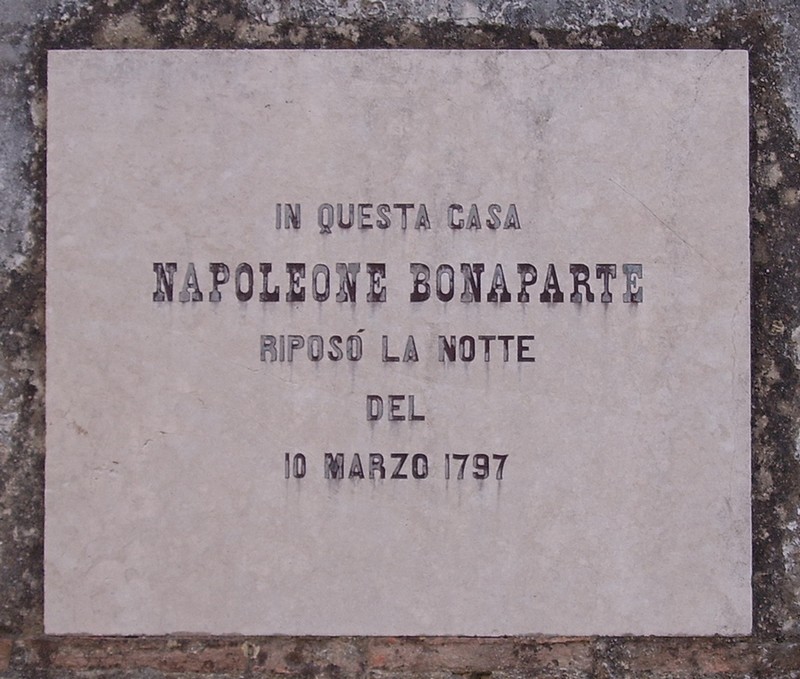 IN QUESTA CASA
NAPOLEONE BONAPARTE
RIPOSÓ LA NOTTE
DEL
10 MARZO 1797